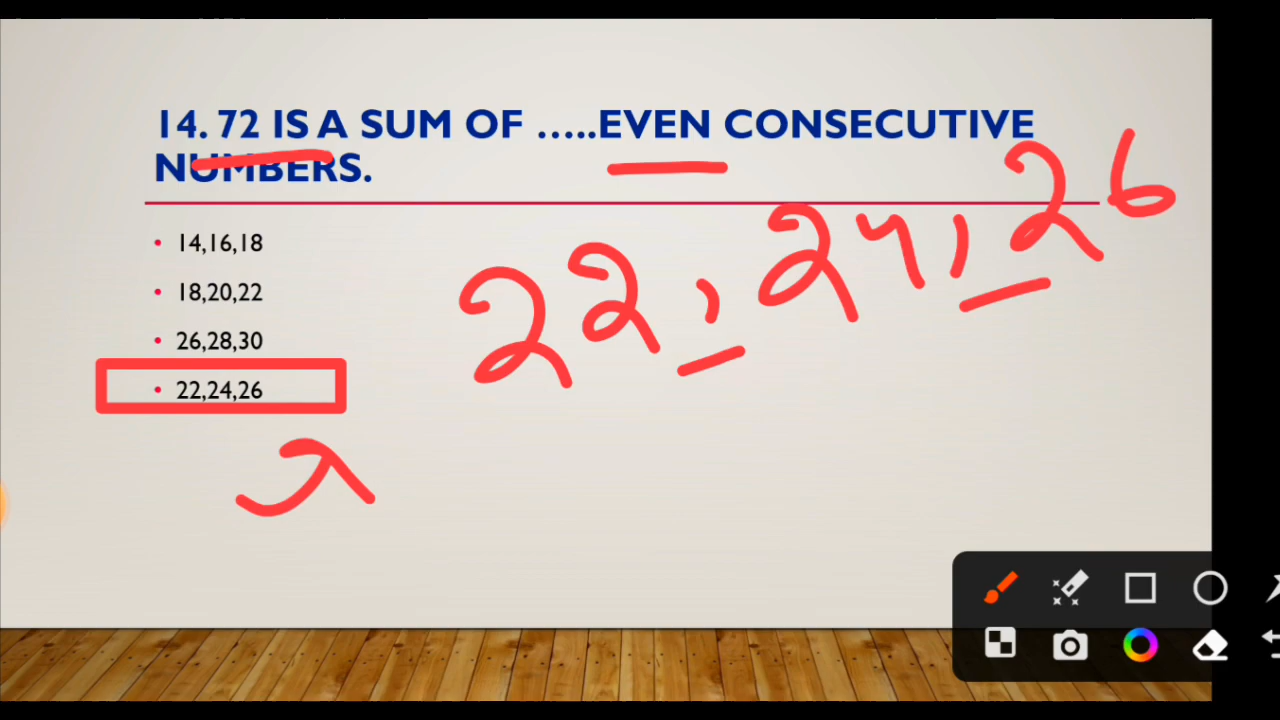 14. 72 IS A SUM OF .....EVEN CONSECUTIVE
NUMBERS.
• 14,16,18
• 18,20,22
• 26,28,30
• 22,24,26
22, 24, 26